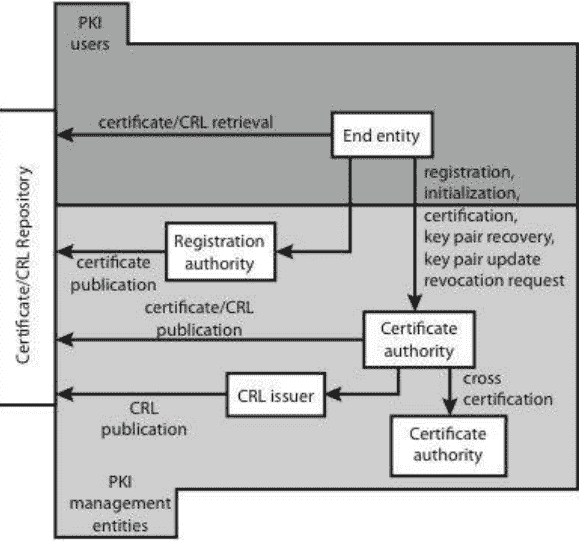 PKI
users
certificate/CRL retrieval
End entity
registration,
initialization,
certification,
key pair recovery,
key pair update
revocation request
Certificate/CRL Repository
Registration
authority
certificate
publication
certificate/CRL
publication
Certificate
authority
CRL issuer
CRL
publication
cross
certification
Certificate
authority
PKI
management
entities